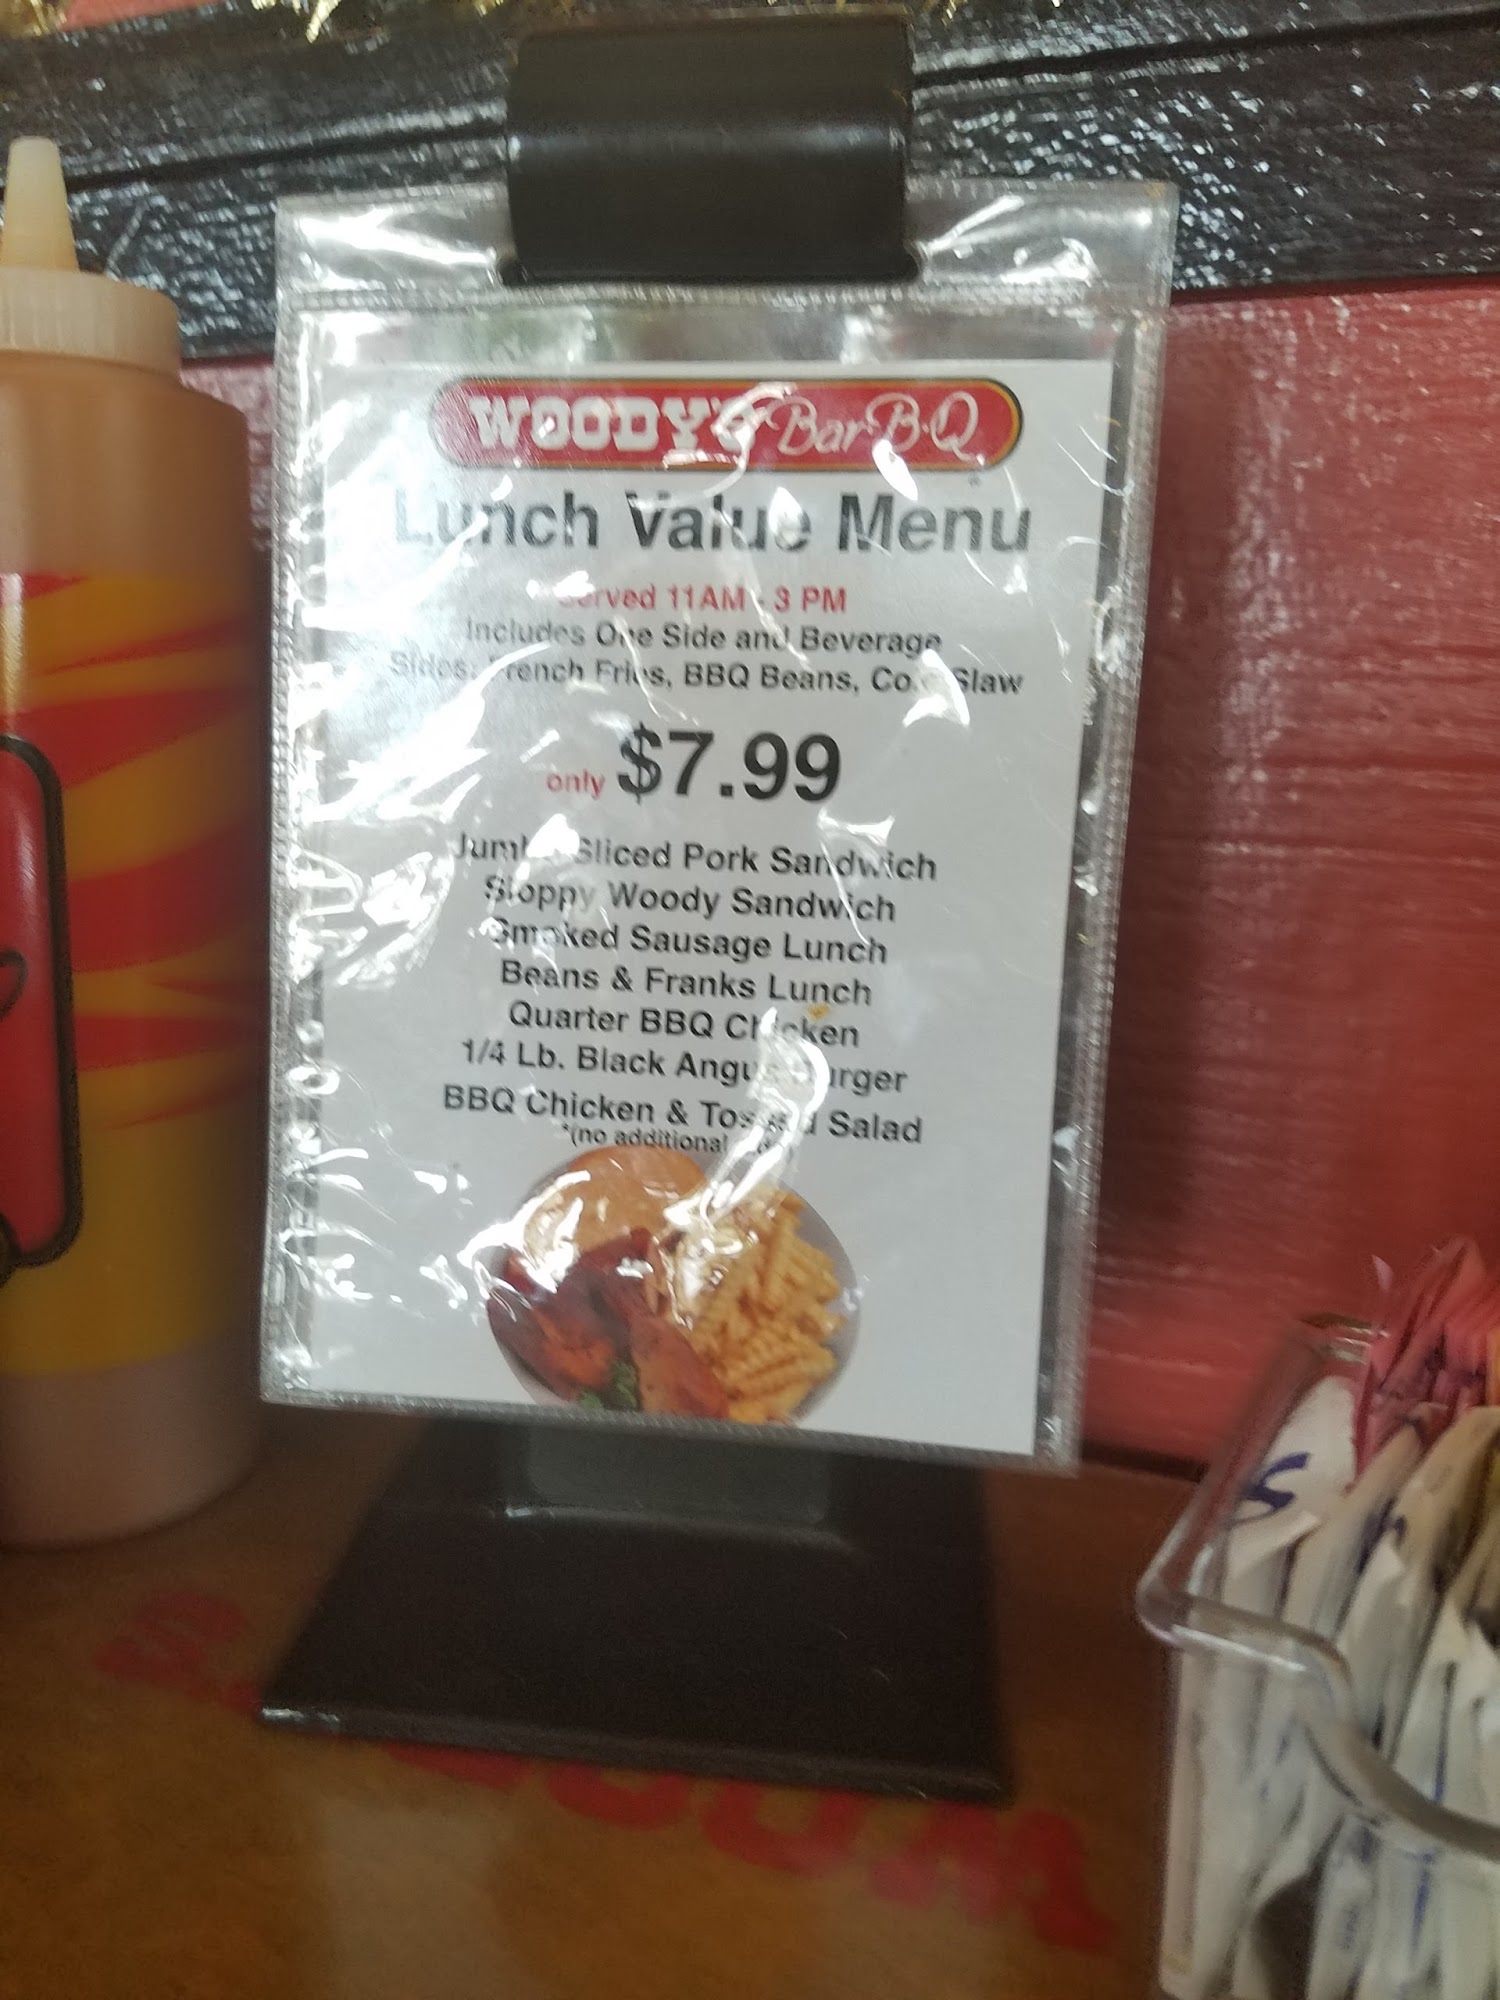 WOODY'S Bar-B-Q
Lunch Value Menu
Served 11AM - 3 PM
Includes One Side and Beverage
Sides: French Fries, BBQ Beans, Cole Slaw
only $7.99
Jumbo Sliced Pork Sandwich
Sloppy Woody Sandwich
Smoked Sausage Lunch
Beans & Franks Lunch
Quarter BBQ Chicken
1/4 Lb. Black Angus Burger
BBQ Chicken & Tossed Salad
*(no additional